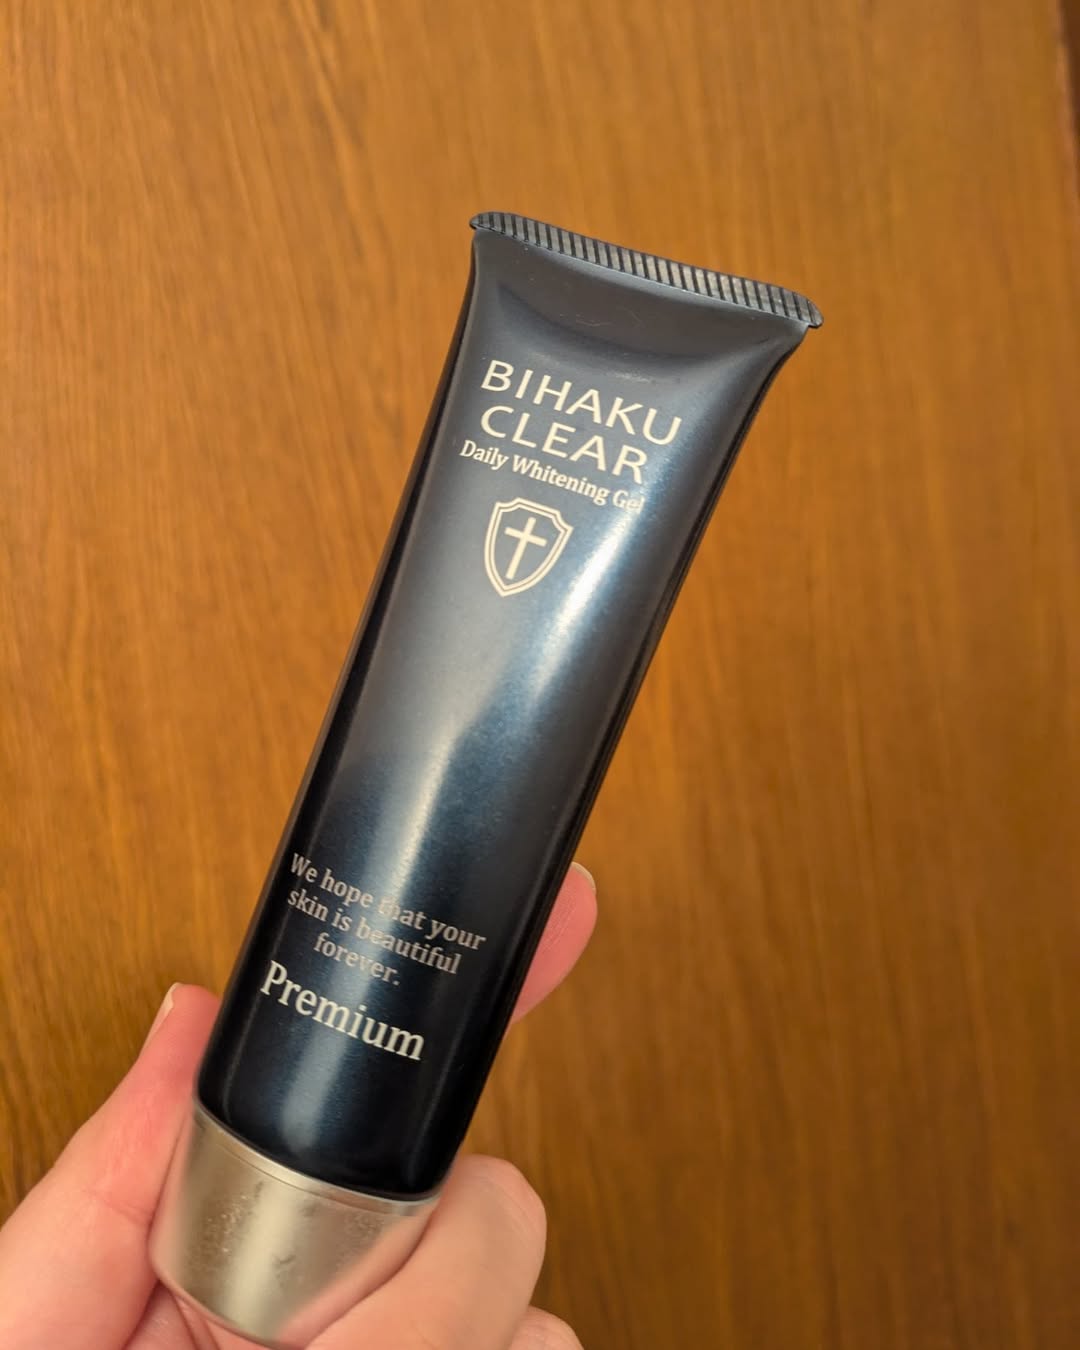 BIHAKU
CLEAR
Daily Whitening Gel
We hope that your
skin is beautiful
forever.
Premium